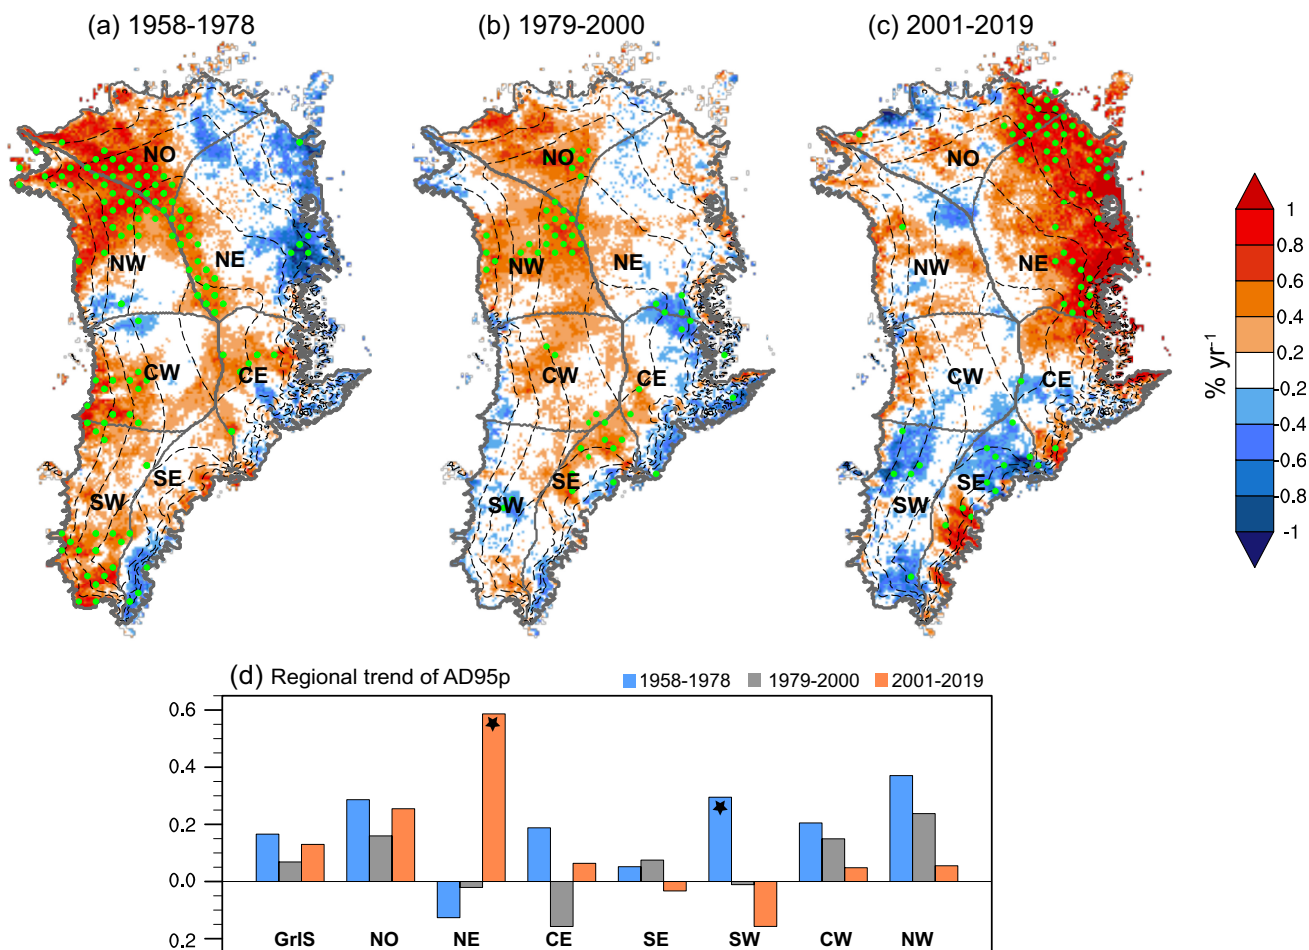 (a) 1958-1978
(b) 1979-2000
(c) 2001-2019
NO
NW
NE
CW
CE
SE
SW
NO
NW
NE
CW
CE
SE
SW
NO
NW
NE
CW
CE
SE
SW
1
0.8
0.6
0.4
0.2
-0.2
-0.4
-0.6
-0.8
-1
% yr⁻¹
(d) Regional trend of AD95p
1958-1978 1979-2000 2001-2019
0.6
0.4
0.2
0.0
0.2
GrIS NO NE CE SE SW CW NW